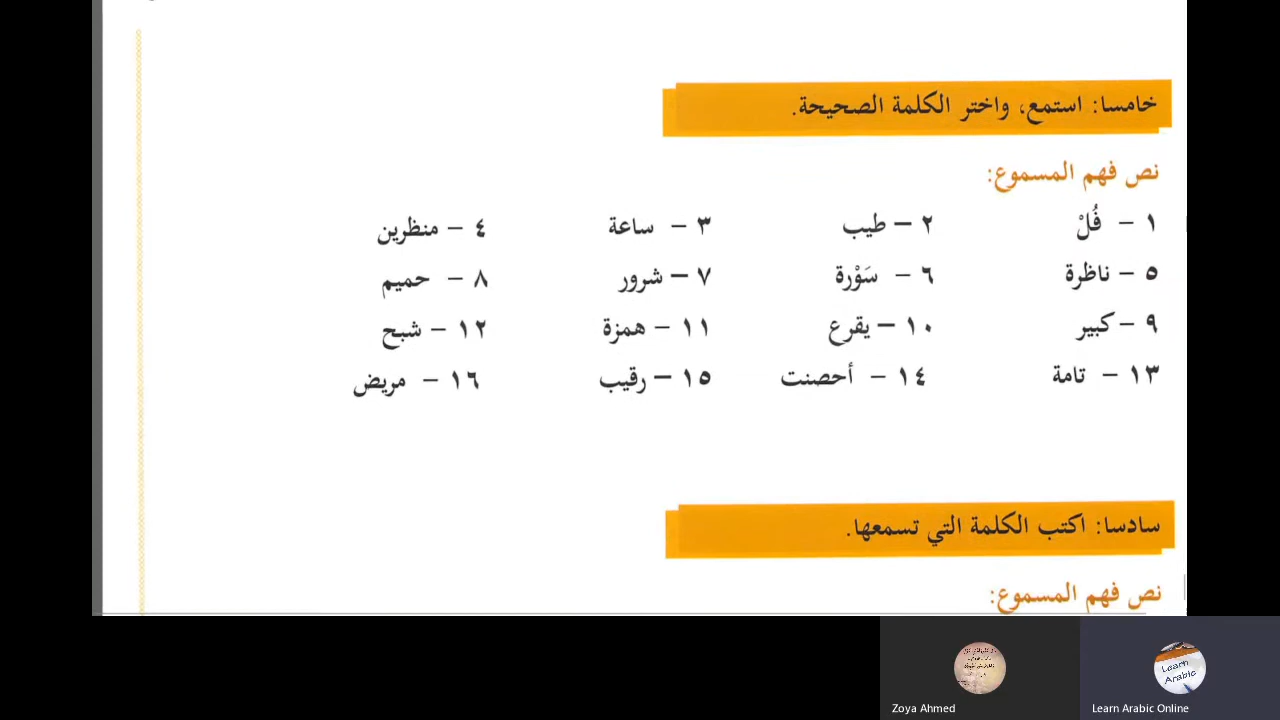 خامسا: استمع، واختر الكلمة الصحيحة.
نص فهم المسموع:
١ - فُلْ ٢ - طيب ٣ - ساعة ٤ - منظرين
٥ - ناظرة ٦ - سَوْرة ٧ - شرور ٨ - حميم
٩ - كبير ١٠ - يقرع ١١ - همزة ١٢ - شبح
١٣ - تامة ١٤ - أحصنت ١٥ - رقيب ١٦ - مريض
سادسا: اكتب الكلمة التي تسمعها.
نص فهم المسموع:
Learn Arabic
Zoya Ahmed Learn Arabic Online